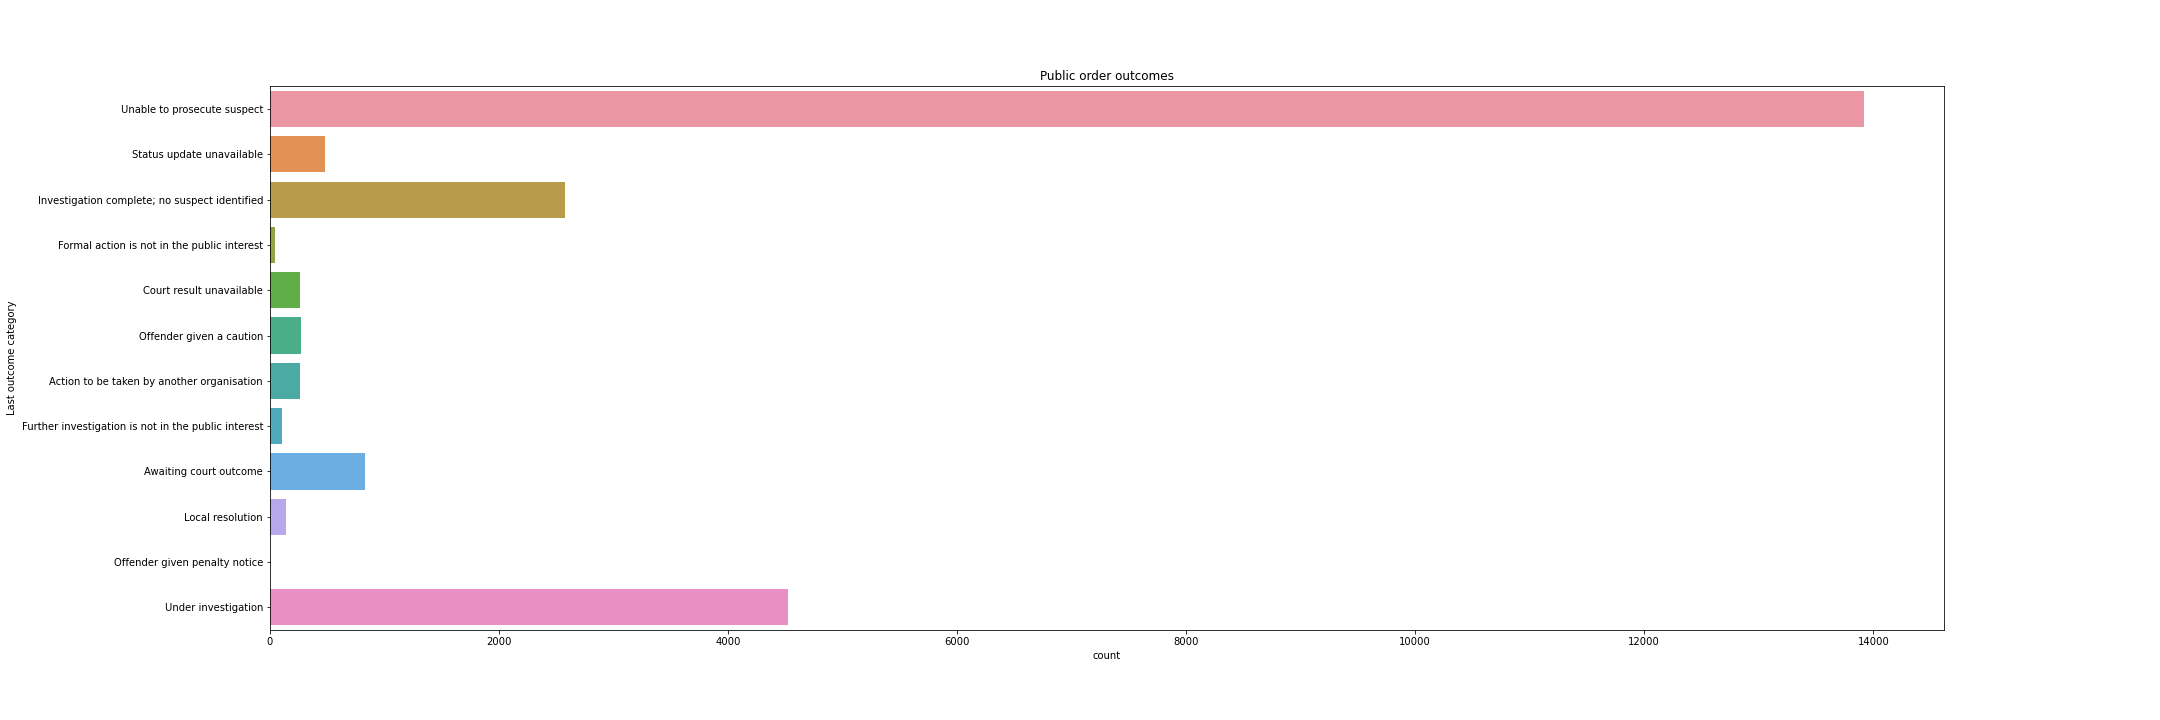 Public order outcomes
Last outcome category
Unable to prosecute suspect
Status update unavailable
Investigation complete; no suspect identified
Formal action is not in the public interest
Court result unavailable
Offender given a caution
Action to be taken by another organisation
Further investigation is not in the public interest
Awaiting court outcome
Local resolution
Offender given penalty notice
Under investigation
0 2000 4000 6000 8000 10000 12000 14000
count